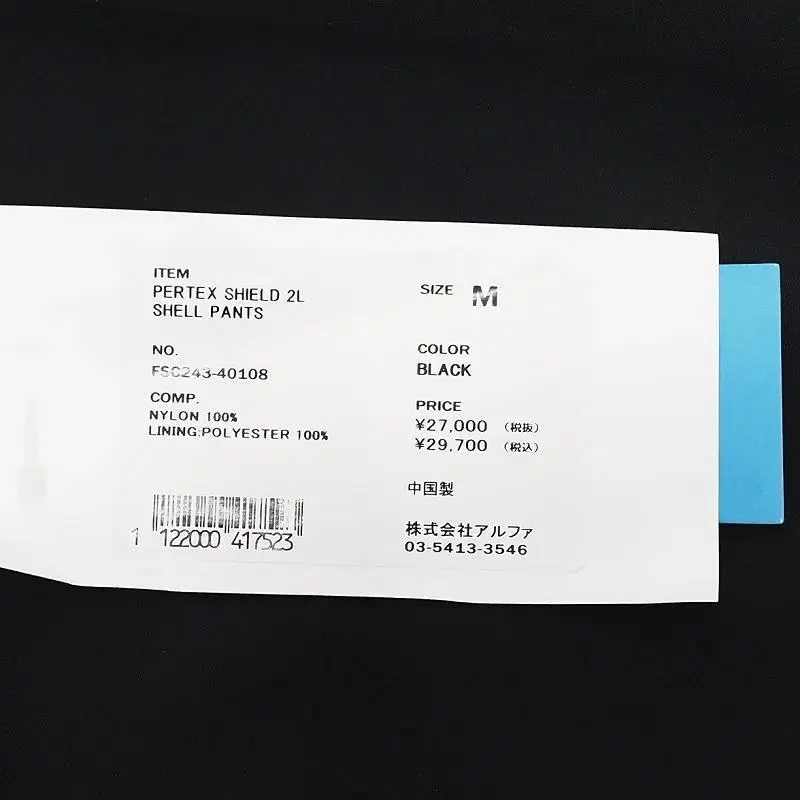 ITEM
PERTEX SHIELD 2L
SHELL PANTS
NO.
FSC243-40108
COMP.
NYLON 100%
LINING:POLYESTER 100%
1 122000 417523
SIZE M
COLOR
BLACK
PRICE
¥27,000 (税抜)
¥29,700 (税込)
中国製
株式会社アルファ
03-5413-3546